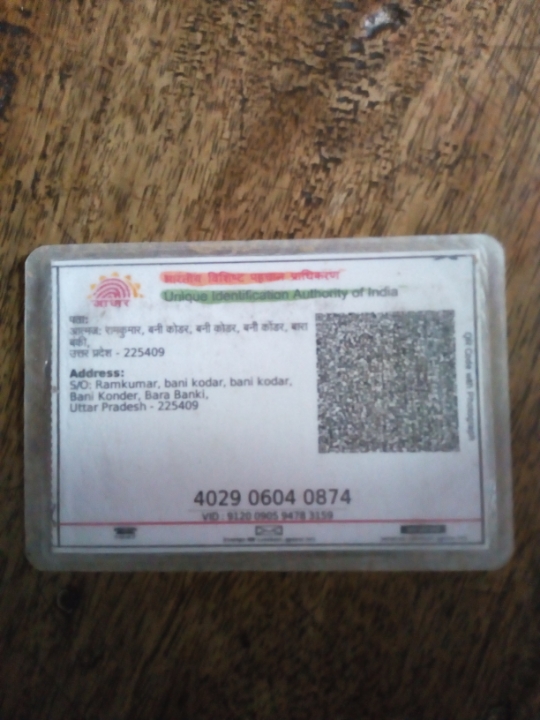 भारतीय विशिष्ट पहचान प्राधिकरण
Unique Identification Authority of India
आधार
पता:
आत्मज: रामकुमार, बनी कोडर, बनी कोडर, बनी कोंडर, बारा
बंकी,
उत्तर प्रदेश - 225409
Address:
S/O: Ramkumar, bani kodar, bani kodar,
Bani Konder, Bara Banki,
Uttar Pradesh - 225409
QR Code with Photograph
4029 0604 0874
VID : 9120 0905 9478 3159